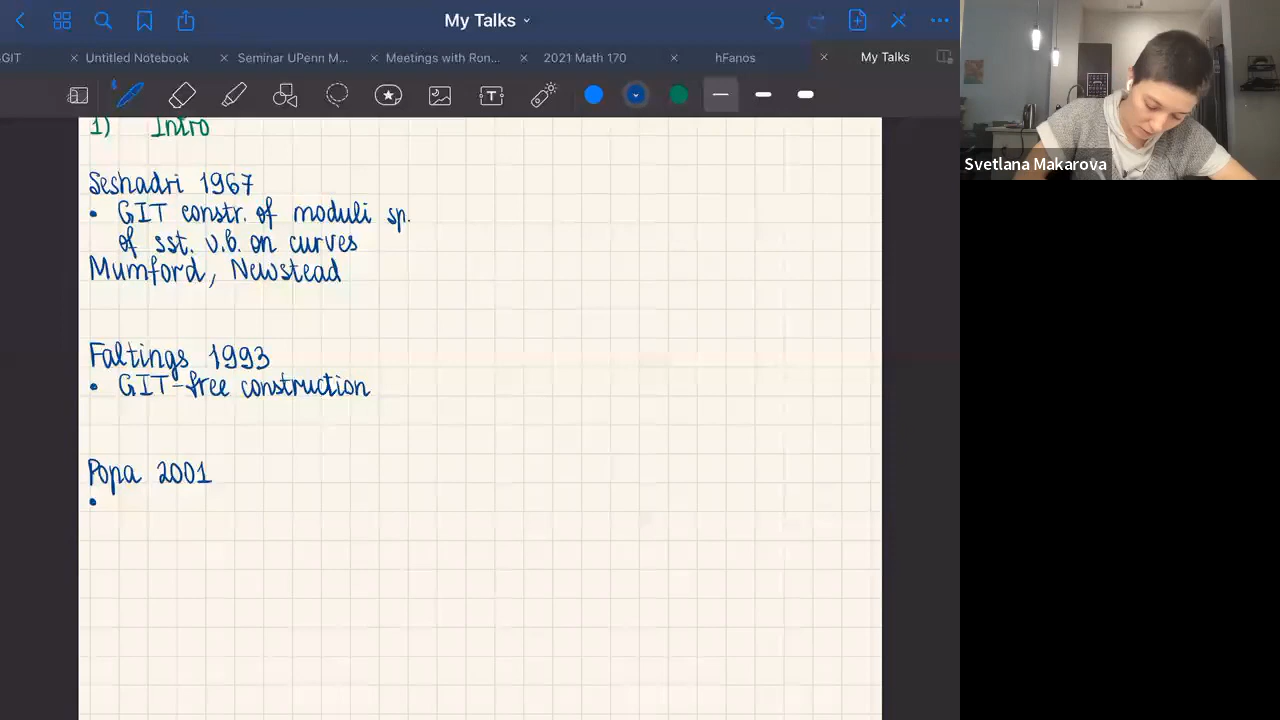 My Talks
GIT
Untitled Notebook
Seminar UPenn M...
Meetings with Ron...
2021 Math 170
hFanos
My Talks
Svetlana Makarova
1) Intro
Seshadri 1967
• GIT constr. of moduli sp.
of sst. v.b. on curves
Mumford, Newstead
Faltings 1993
• GIT-free construction
Popa 2001
•